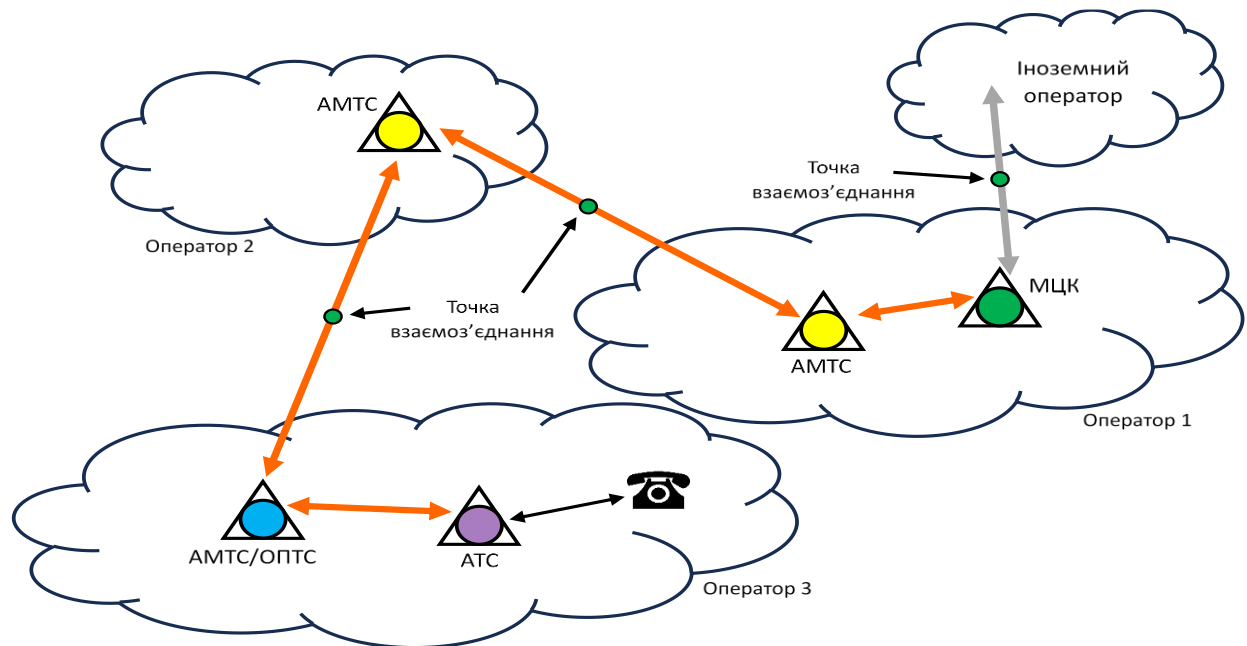 Іноземний
оператор
АМТС
Точка
взаємоз’єднання
Оператор 2
МЦК
Точка
взаємоз’єднання
АМТС
Оператор 1
АМТС/ОПТС
АТС
Оператор 3